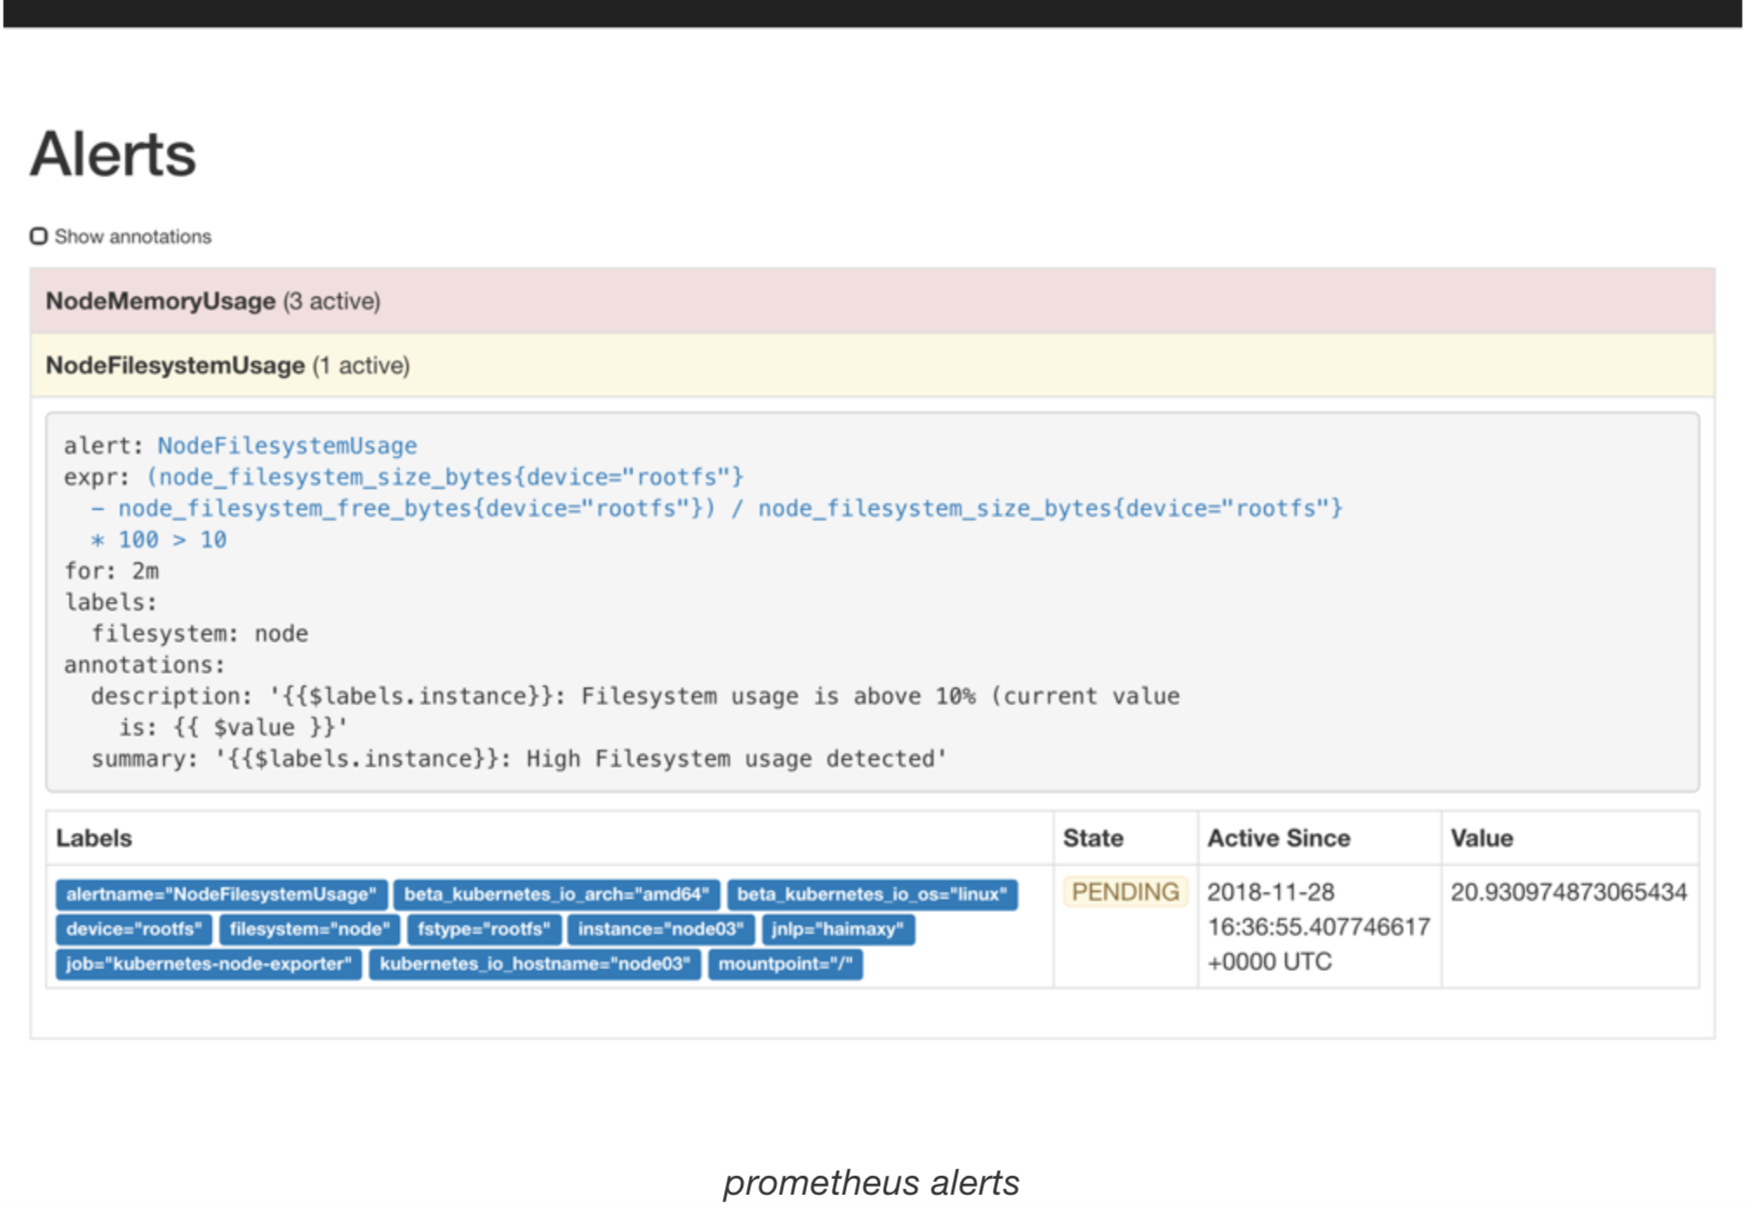 Alerts
Show annotations
NodeMemoryUsage (3 active)
NodeFilesystemUsage (1 active)
alert: NodeFilesystemUsage
expr: (node_filesystem_size_bytes{device="rootfs"}
- node_filesystem_free_bytes{device="rootfs"}) / node_filesystem_size_bytes{device="rootfs"}
* 100 > 10
for: 2m
labels:
filesystem: node
annotations:
description: '{{$labels.instance}}: Filesystem usage is above 10% (current value
is: {{ $value }}'
summary: '{{$labels.instance}}: High Filesystem usage detected'
Labels State Active Since Value
alertname="NodeFilesystemUsage" beta_kubernetes_io_arch="amd64" beta_kubernetes_io_os="linux" PENDING 2018-11-28 20.930974873065434
device="rootfs" filesystem="node" fstype="rootfs" instance="node03" jnlp="haimaxy" 16:36:55.407746617
job="kubernetes-node-exporter" kubernetes_io_hostname="node03" mountpoint="/" +0000 UTC
prometheus alerts